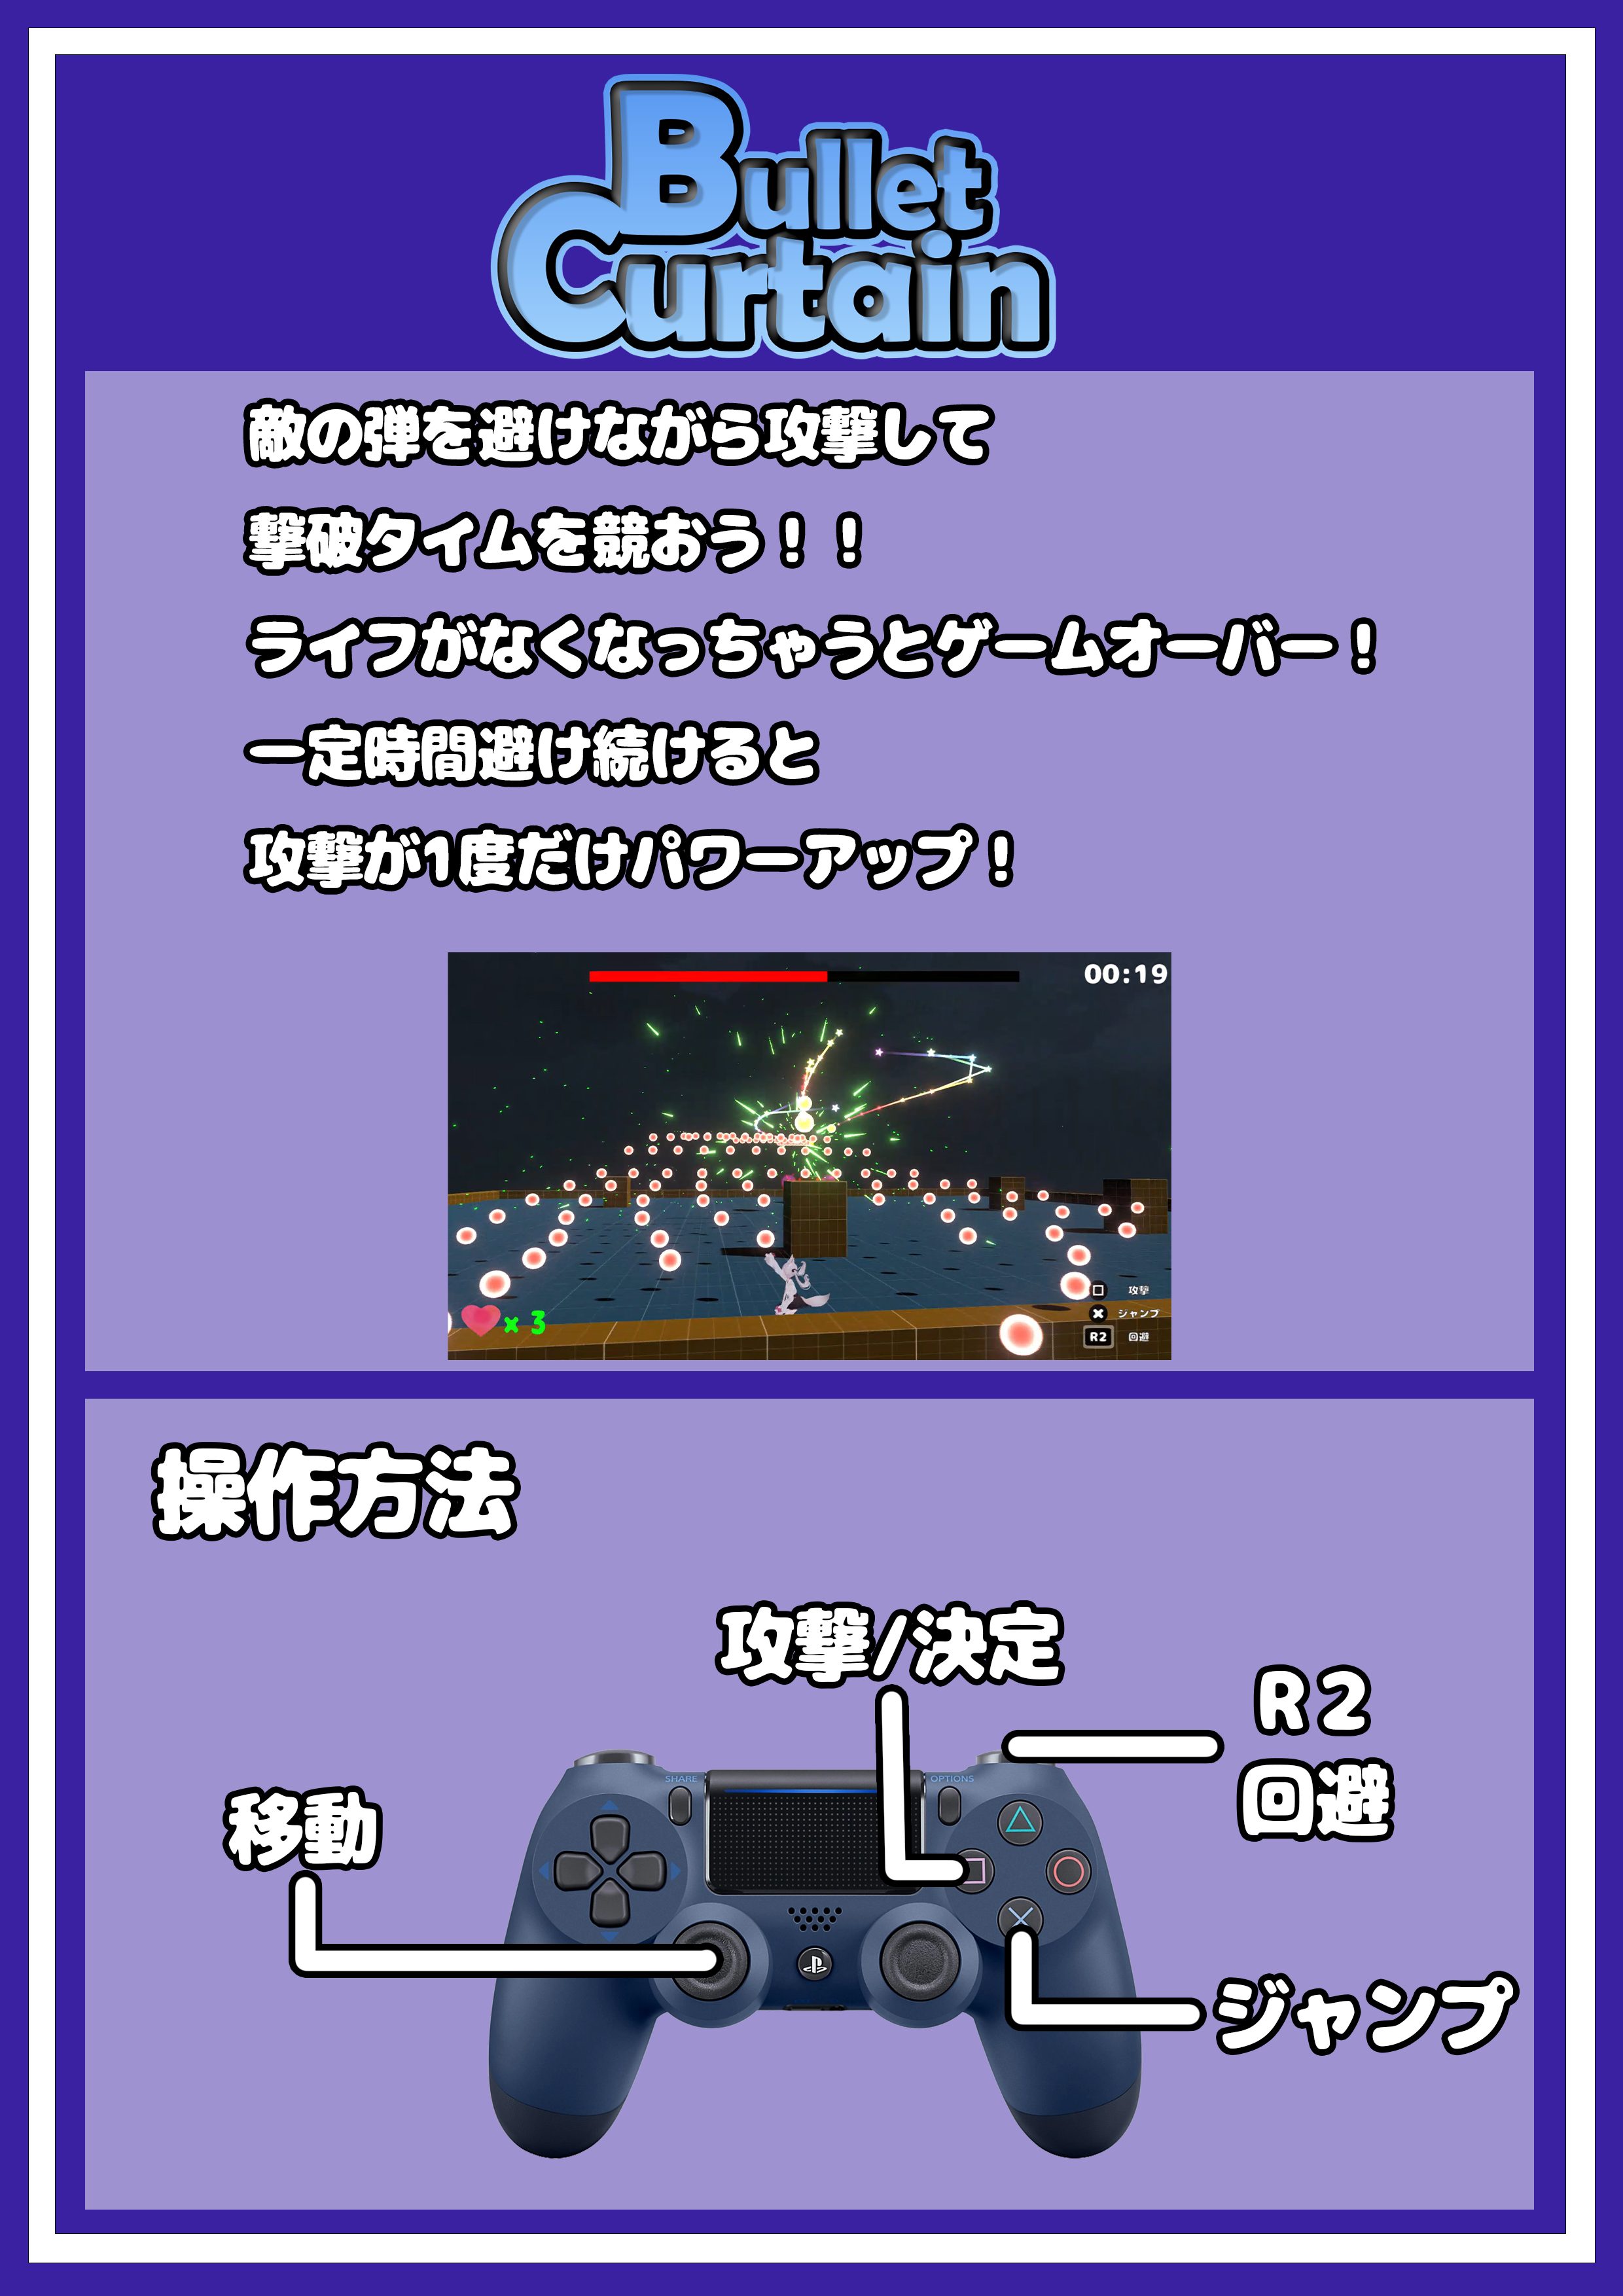 Bullet
Curtain
敵の弾を避けながら攻撃して
撃破タイムを競おう！！
ライフがなくなっちゃうとゲームオーバー！
一定時間避け続けると
攻撃が1度だけパワーアップ！
00:19
攻撃
ジャンプ
R2 回避
× 3
操作方法
攻撃/決定
R2
回避
移動
SHARE
OPTIONS
ジャンプ